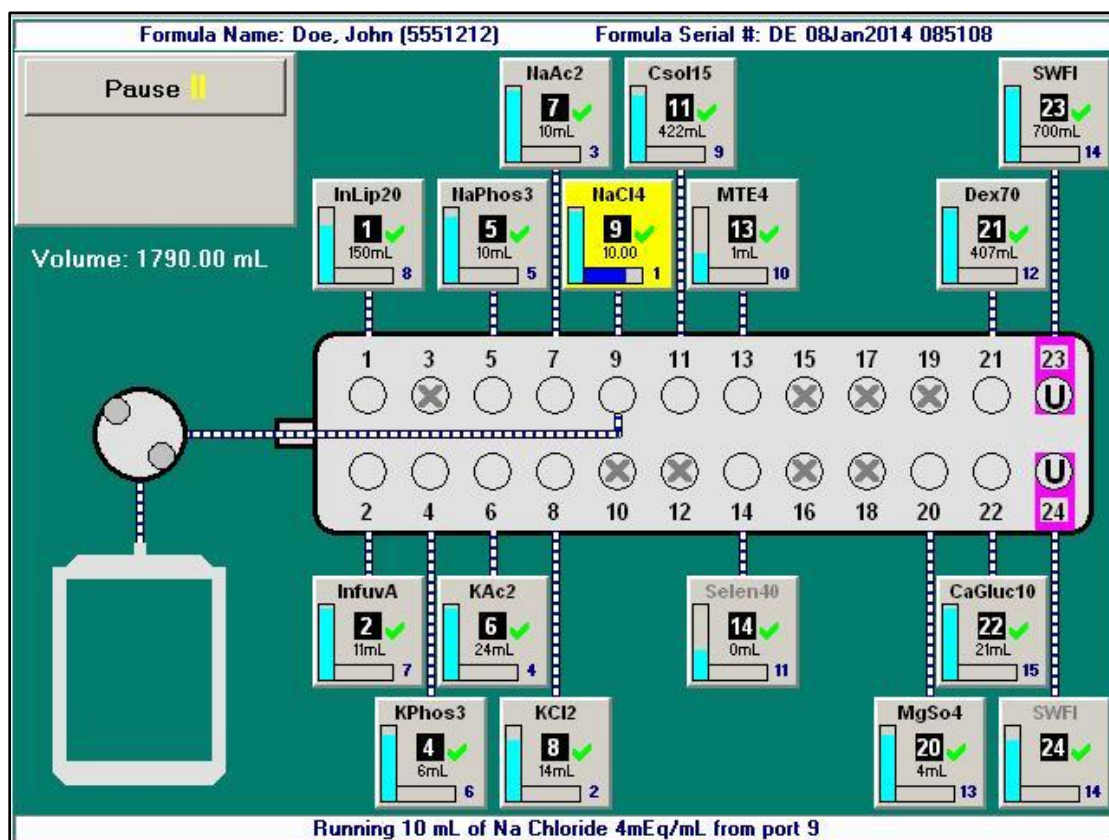 Formula Name: Doe, John (5551212) Formula Serial #: DE 08Jan2014 085108
Pause
Volume: 1790.00 mL
NaAc2
7
10mL
3
Csol15
11
422mL
9
SWFI
23
700mL
14
InLip20
1
150mL
8
NaPhos3
5
10mL
5
NaCl4
9
10.00
1
MTE4
13
1mL
10
Dex70
21
407mL
12
1 3 5 7 9 11 13 15 17 19 21 23
U
U
2 4 6 8 10 12 14 16 18 20 22 24
InfuvA
2
11mL
7
KAc2
6
24mL
4
Selen40
14
0mL
11
CaGluc10
22
21mL
15
KPhos3
4
6mL
6
KCl2
8
14mL
2
MgSo4
20
4mL
13
SWFI
24
14
Running 10 mL of Na Chloride 4mEq/mL from port 9